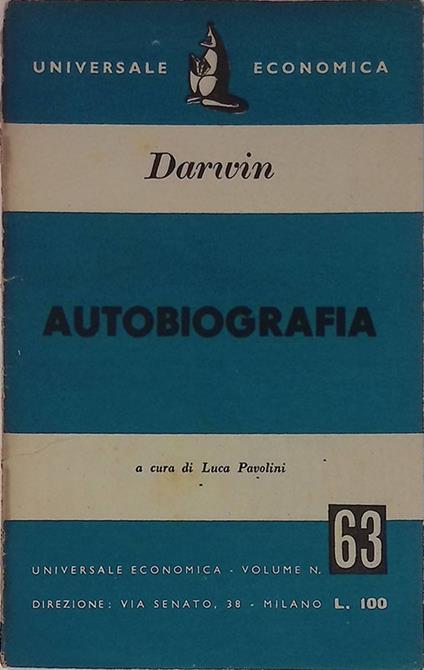 UNIVERSALE ECONOMICA
Darwin
AUTOBIOGRAFIA
a cura di Luca Pavolini
UNIVERSALE ECONOMICA - VOLUME N. 63
DIREZIONE: VIA SENATO, 38 - MILANO L. 100